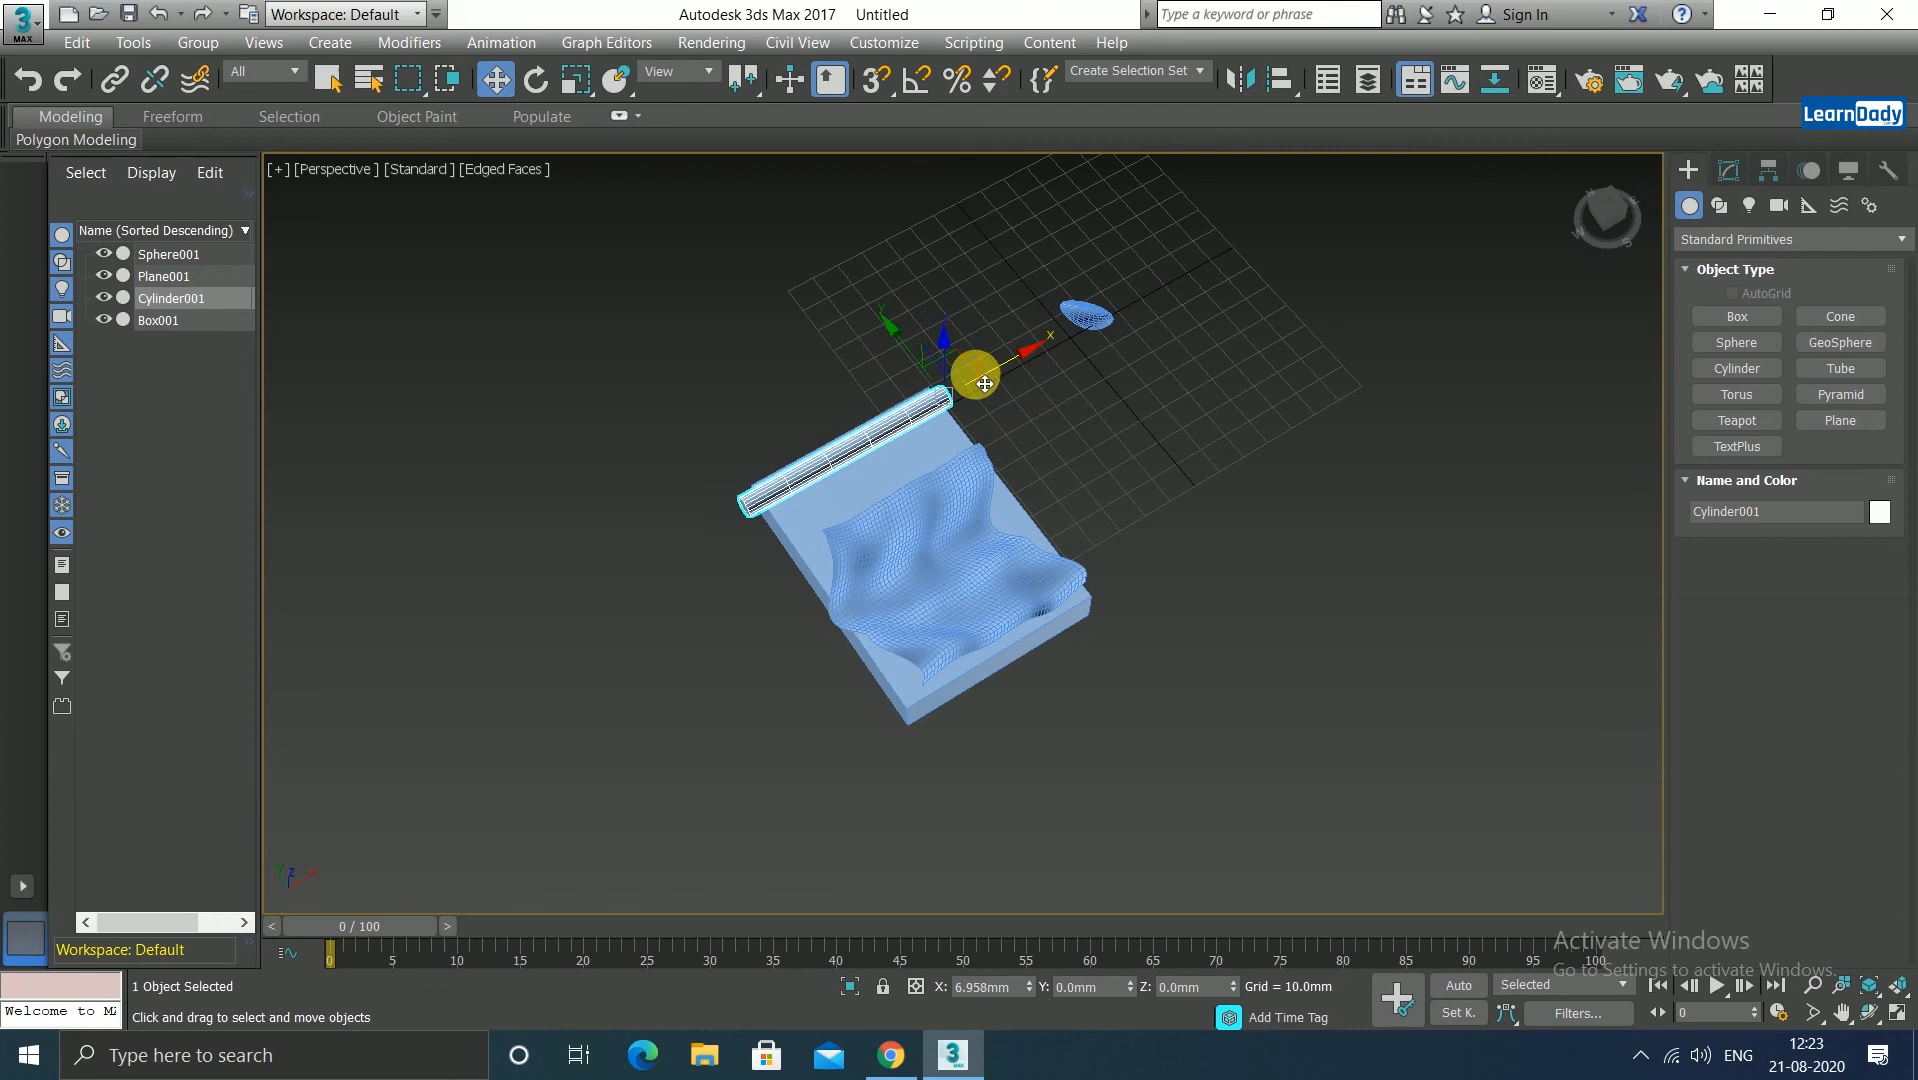 3
MAX
Workspace: Default
Autodesk 3ds Max 2017 Untitled
Type a keyword or phrase
Sign In
Edit Tools Group Views Create Modifiers Animation Graph Editors Rendering Civil View Customize Scripting Content Help
All
View
Create Selection Set
Modeling Freeform Selection Object Paint Populate
LearnDady
Polygon Modeling
Select Display Edit
Name (Sorted Descending)
Sphere001
Plane001
Cylinder001
Box001
[+] [Perspective ] [Standard ] [Edged Faces ]
Standard Primitives
Object Type
AutoGrid
Box Cone
Sphere GeoSphere
Cylinder Tube
Torus Pyramid
Teapot Plane
TextPlus
Name and Color
Cylinder001
0 / 100
Workspace: Default
0 5 10 15 20 25 30 35 40 45 50 55 60 65 70 75 80 85 90 95 100
Activate Windows
Go to Settings to activate Windows.
1 Object Selected
X: 6.958mm Y: 0.0mm Z: 0.0mm Grid = 10.0mm
Auto Selected
Welcome to MA
Click and drag to select and move objects
Add Time Tag
Set K. Filters...
0
Type here to search
ENG
12:23
21-08-2020